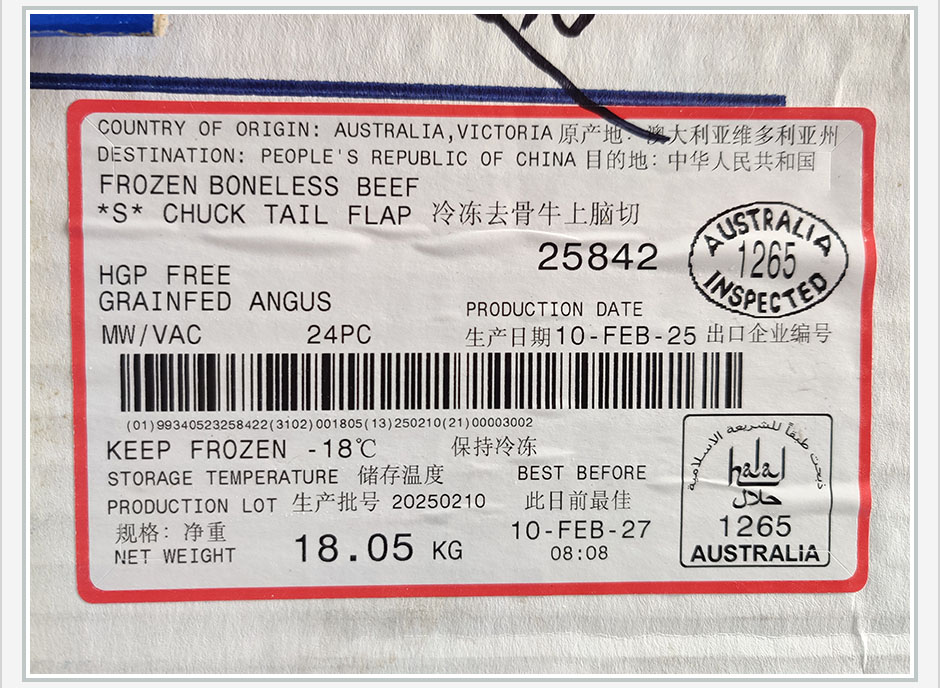 COUNTRY OF ORIGIN: AUSTRALIA,VICTORIA 原产地: 澳大利亚维多利亚州
DESTINATION: PEOPLE'S REPUBLIC OF CHINA 目的地: 中华人民共和国
FROZEN BONELESS BEEF
*S* CHUCK TAIL FLAP 冷冻去骨牛上脑切
25842
AUSTRALIA
1265
INSPECTED
HGP FREE
GRAINFED ANGUS
PRODUCTION DATE
MW/VAC 24PC 生产日期 10-FEB-25 出口企业编号
(01)99340523258422(3102)001805(13)250210(21)00003002
KEEP FROZEN -18℃ 保持冷冻
STORAGE TEMPERATURE 储存温度 BEST BEFORE
PRODUCTION LOT 生产批号 20250210 此日前最佳
规格: 净重
NET WEIGHT 18.05 KG
10-FEB-27
08:08
ذبحت طبقاً للشريعة الاسلامية
halal
حلال
1265
AUSTRALIA